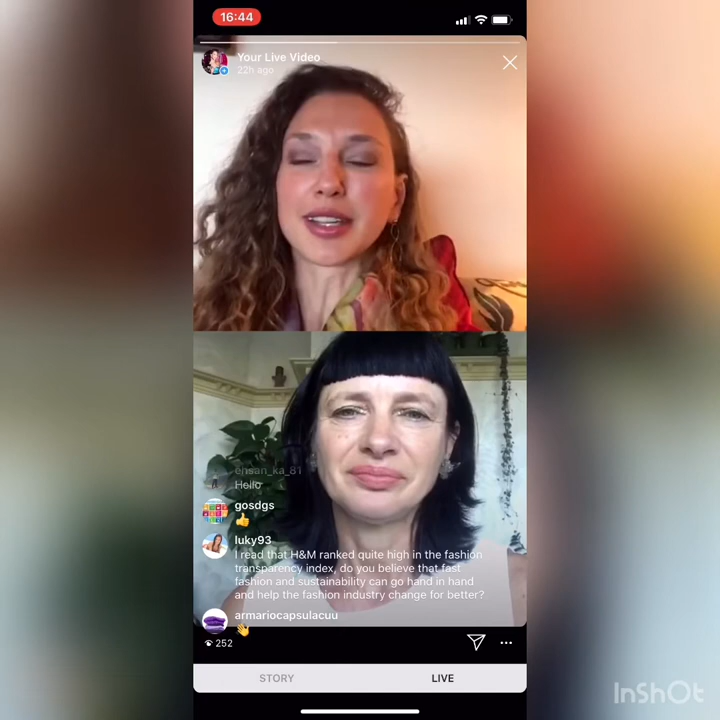 16:44
Your Live Video
22h ago
ehsan_ka_81
Hello
gosdgs
luky93
I read that H&M ranked quite high in the fashion
transparency index, do you believe that fast
fashion and sustainability can go hand in hand
and help the fashion industry change for better?
armariocapsulacuu
252
STORY
LIVE
InShOt